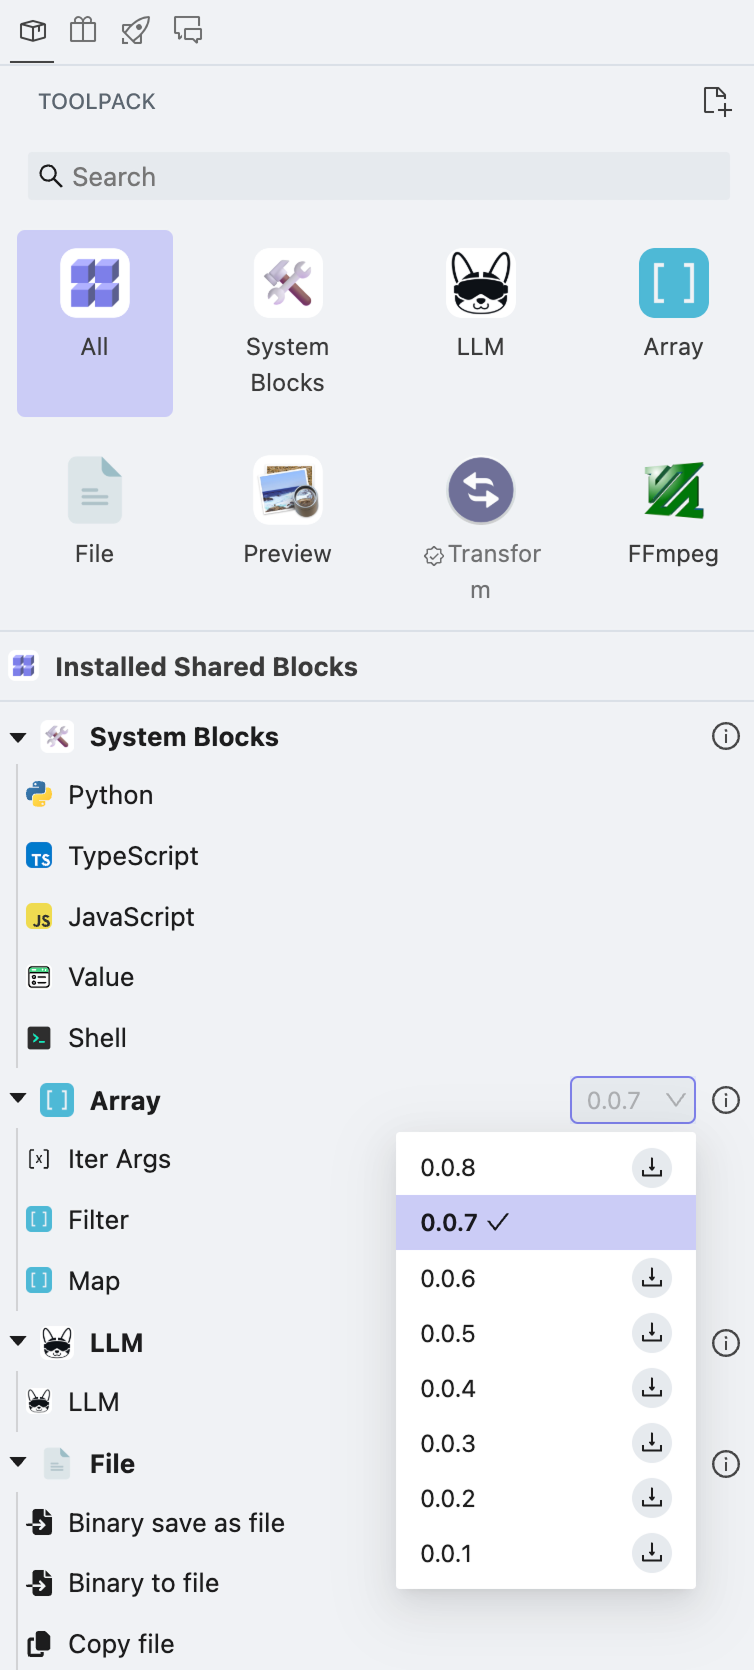 TOOLPACK
Search
All
System
Blocks
LLM
Array
File
Preview
Transfor
m
FFmpeg
Installed Shared Blocks
System Blocks
Python
TS
TypeScript
JS
JavaScript
Value
Shell
Array
0.0.7
[x] Iter Args
Filter
Map
LLM
LLM
File
Binary save as file
Binary to file
Copy file
0.0.8
0.0.7
0.0.6
0.0.5
0.0.4
0.0.3
0.0.2
0.0.1